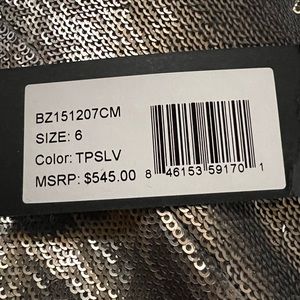 BZ151207CM
SIZE: 6
Color: TPSLV
MSRP: $545.00
8 46153 59170 1